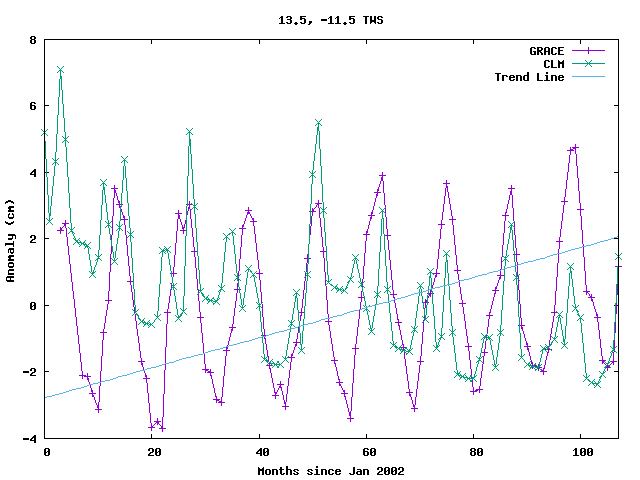 13.5, -11.5 TWS
GRACE
CLM
Trend Line
8
6
4
2
0
-2
-4
Anomaly (cm)
0 20 40 60 80 100
Months since Jan 2002